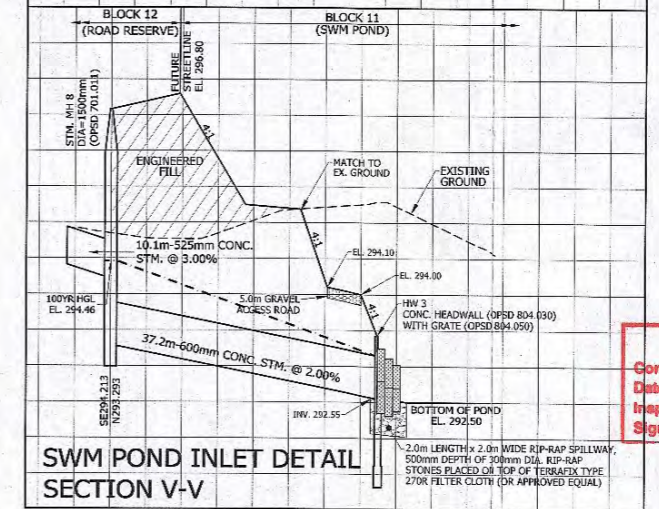 BLOCK 12
(ROAD RESERVE)
BLOCK 11
(SWM POND)
STM. MH 8
DIA=1500mm
(OPSD 701.011)
FUTURE
STREETLINE
EL. 296.80
4:1
ENGINEERED
FILL
MATCH TO
EX. GROUND
EXISTING
GROUND
10.1m-525mm CONC.
STM. @ 3.00%
4:1
EL. 294.10
EL. 294.00
100YR HGL
EL. 294.46
5.0m GRAVEL
ACCESS ROAD
4:1
HW 3
CONC. HEADWALL (OPSD 804.030)
WITH GRATE (OPSD 804.050)
37.2m-600mm CONC. STM. @ 2.00%
SE294.213
N293.293
INV. 292.55
BOTTOM OF POND
EL. 292.50
2.0m LENGTH x 2.0m WIDE RIP-RAP SPILLWAY,
500mm DEPTH OF 300mm DIA. RIP-RAP
STONES PLACED ON TOP OF TERRAFIX TYPE
270R FILTER CLOTH (OR APPROVED EQUAL)
SWM POND INLET DETAIL
SECTION V-V
Con
Dat
Insp
Sign